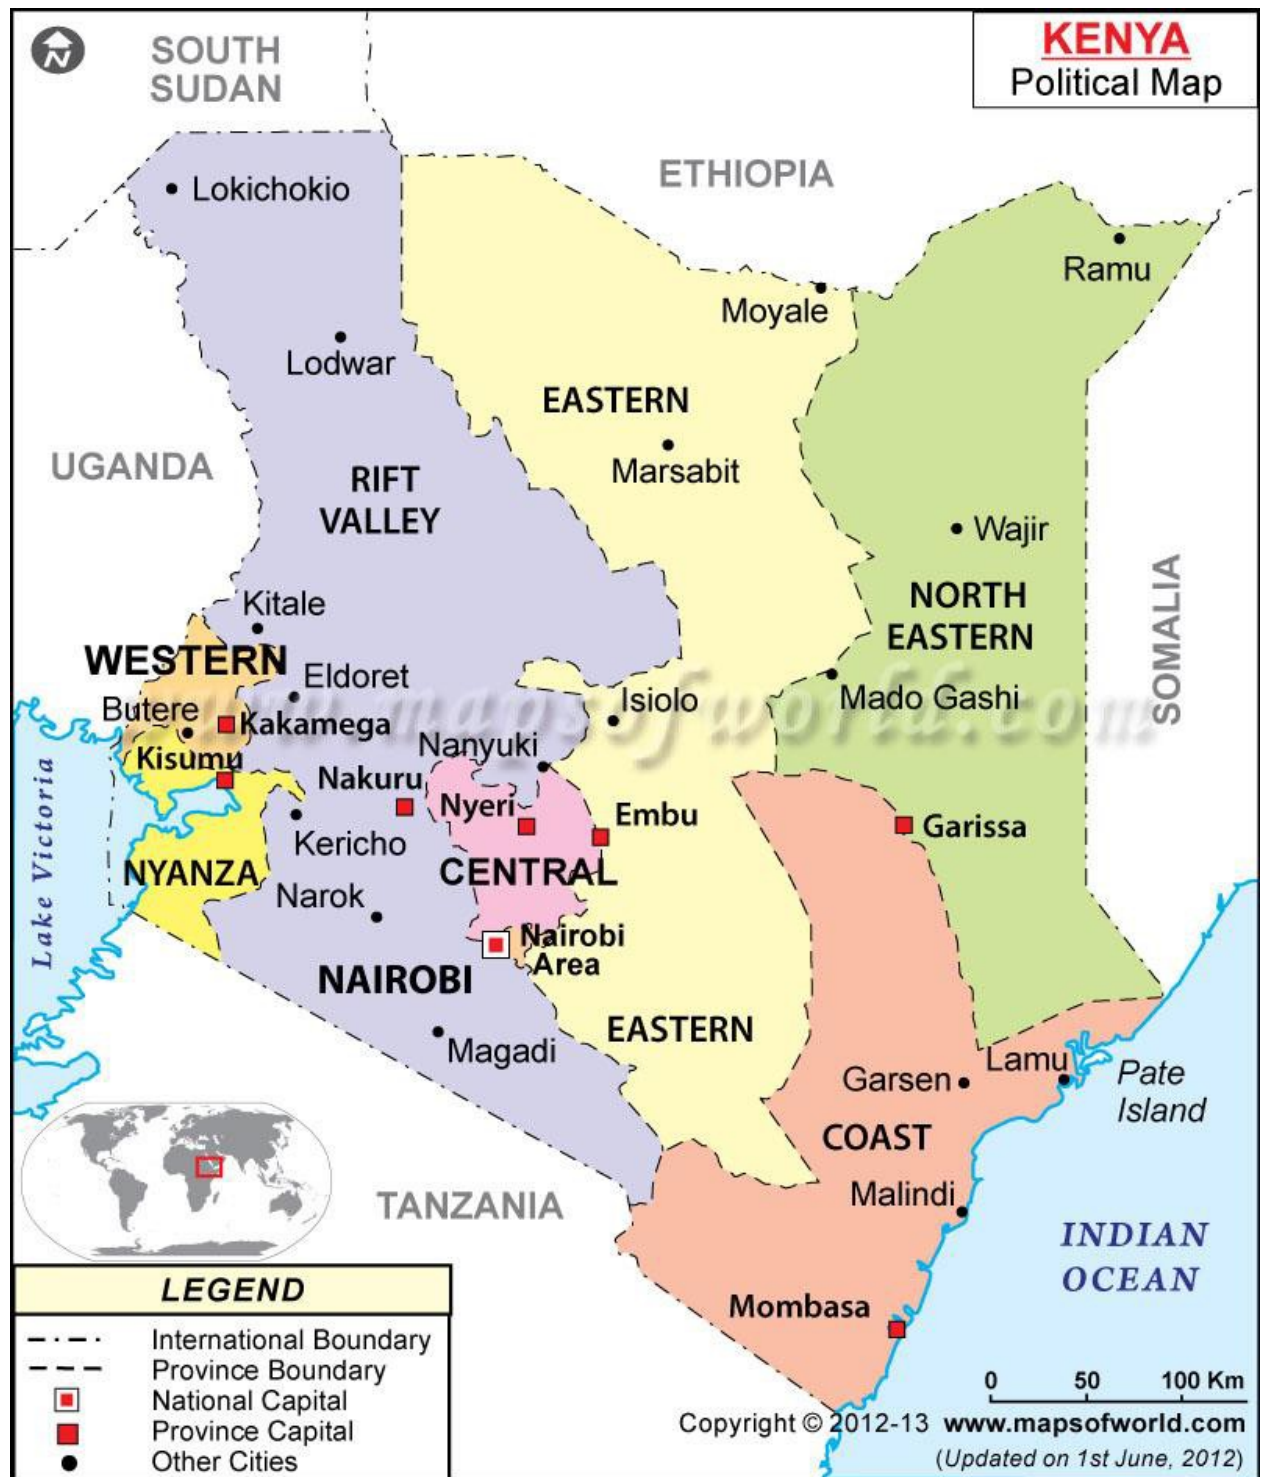 N
SOUTH
SUDAN
KENYA
Political Map
ETHIOPIA
Lokichokio
Ramu
Moyale
Lodwar
EASTERN
Marsabit
UGANDA
RIFT
VALLEY
Wajir
NORTH
EASTERN
SOMALIA
Kitale
WESTERN
Eldoret
Isiolo
Mado Gashi
www.mapsofworld.com
Butere
Kakamega
Nanyuki
Kisumu
Nakuru
Nyeri
Embu
Garissa
Lake Victoria
Kericho
NYANZA
CENTRAL
Narok
Nairobi
Area
NAIROBI
EASTERN
Magadi
Lamu
Garsen
Pate
Island
COAST
Malindi
TANZANIA
INDIAN
OCEAN
Mombasa
LEGEND
International Boundary
Province Boundary
National Capital
Province Capital
Other Cities
0 50 100 Km
Copyright © 2012-13 www.mapsofworld.com
(Updated on 1st June, 2012)